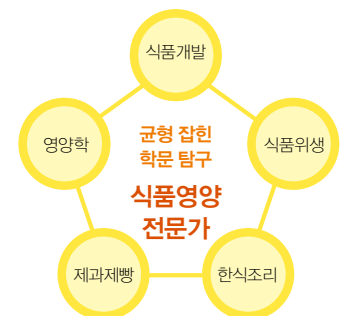 식품개발
영양학
균형 잡힌
학문 탐구
식품위생
식품영양
전문가
제과제빵
한식조리